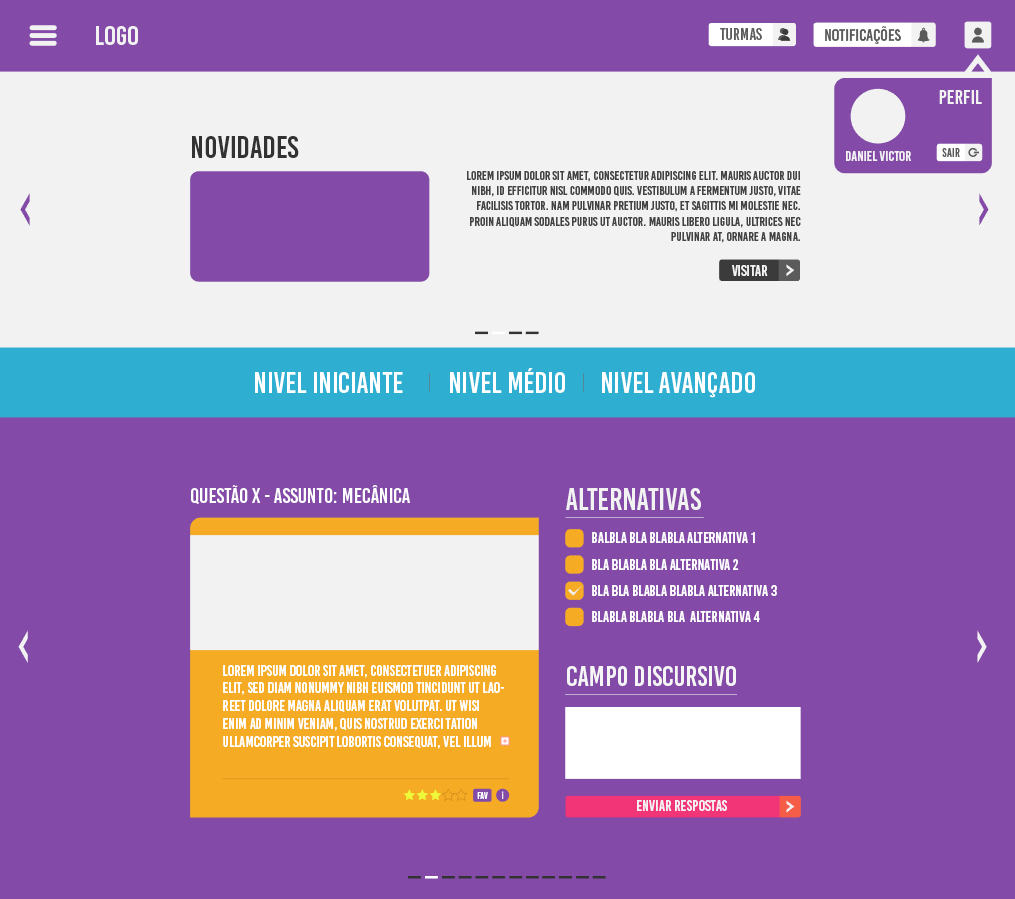 LOGO
TURMAS
NOTIFICAÇÕES
PERFIL
DANIEL VICTOR
SAIR
NOVIDADES
LOREM IPSUM DOLOR SIT AMET, CONSECTETUR ADIPISCING ELIT. MAURIS AUCTOR DUI
NIBH, ID EFFICITUR NISL COMMODO QUIS. VESTIBULUM A FERMENTUM JUSTO, VITAE
FACILISIS TORTOR. NAM PULVINAR PRETIUM JUSTO, ET SAGITTIS MI MOLESTIE NEC.
PROIN ALIQUAM SODALES PURUS UT AUCTOR. MAURIS LIBERO LIGULA, ULTRICES NEC
PULVINAR AT, ORNARE A MAGNA.
VISITAR
NIVEL INICIANTE
NIVEL MÉDIO
NIVEL AVANÇADO
QUESTÃO X - ASSUNTO: MECÂNICA
LOREM IPSUM DOLOR SIT AMET, CONSECTETUER ADIPISCING
ELIT, SED DIAM NONUMMY NIBH EUISMOD TINCIDUNT UT LAO-
REET DOLORE MAGNA ALIQUAM ERAT VOLUTPAT. UT WISI
ENIM AD MINIM VENIAM, QUIS NOSTRUD EXERCI TATION
ULLAMCORPER SUSCIPIT LOBORTIS CONSEQUAT, VEL ILLUM
FAV
i
ALTERNATIVAS
BALBLA BLA BLABLA ALTERNATIVA 1
BLA BLABLA BLA ALTERNATIVA 2
BLA BLA BLABLA BLABLA ALTERNATIVA 3
BLABLA BLABLA BLA ALTERNATIVA 4
CAMPO DISCURSIVO
ENVIAR RESPOSTAS